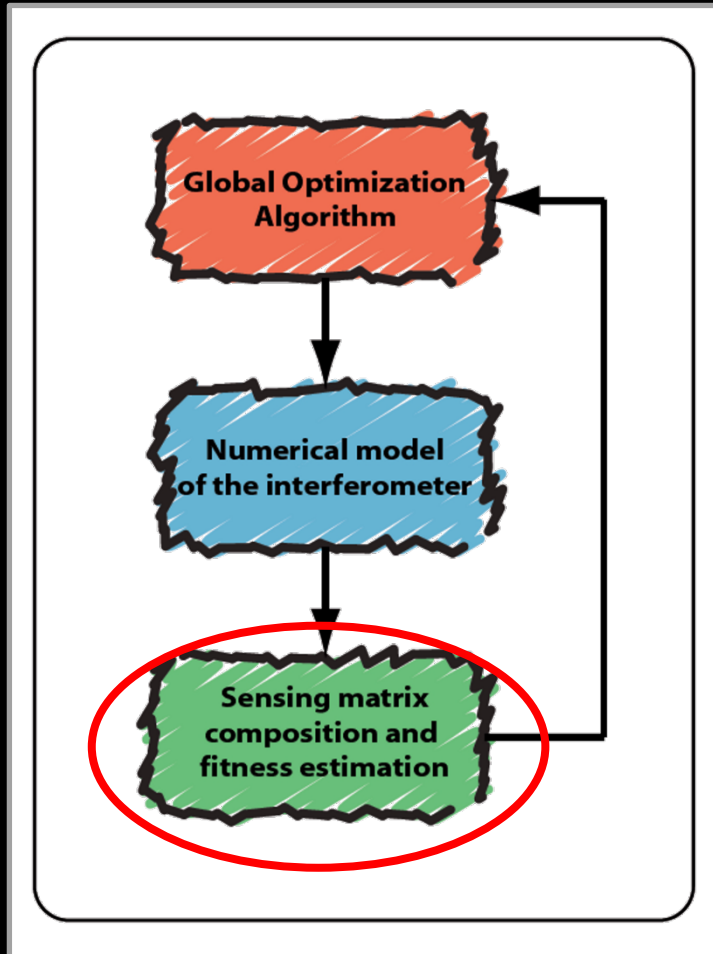 Global Optimization
Algorithm
Numerical model
of the interferometer
Sensing matrix
composition and
fitness estimation